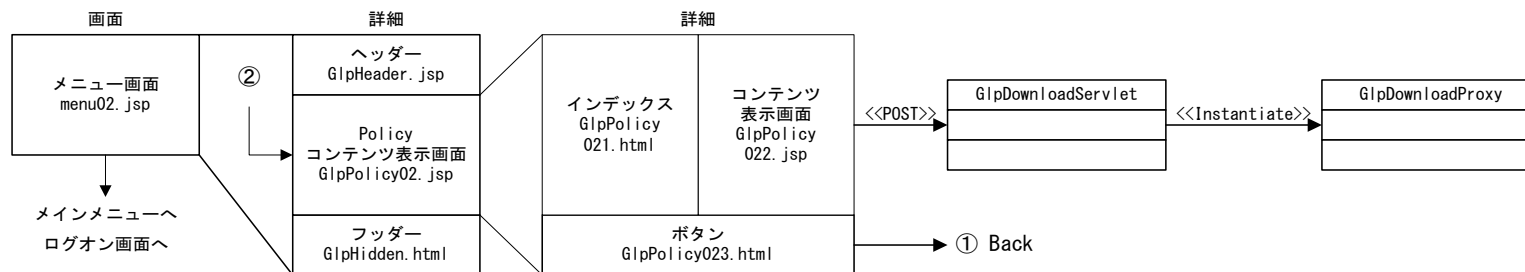 画面
詳細
詳細
メニュー画面
menu02.jsp
メインメニューへ
ログオン画面へ
②
ヘッダー
GlpHeader.jsp
Policy
コンテンツ表示画面
GlpPolicy02.jsp
フッダー
GlpHidden.html
インデックス
GlpPolicy
021.html
コンテンツ
表示画面
GlpPolicy
022.jsp
ボタン
GlpPolicy023.html
<<POST>>
GlpDownloadServlet
<<Instantiate>>
GlpDownloadProxy
① Back